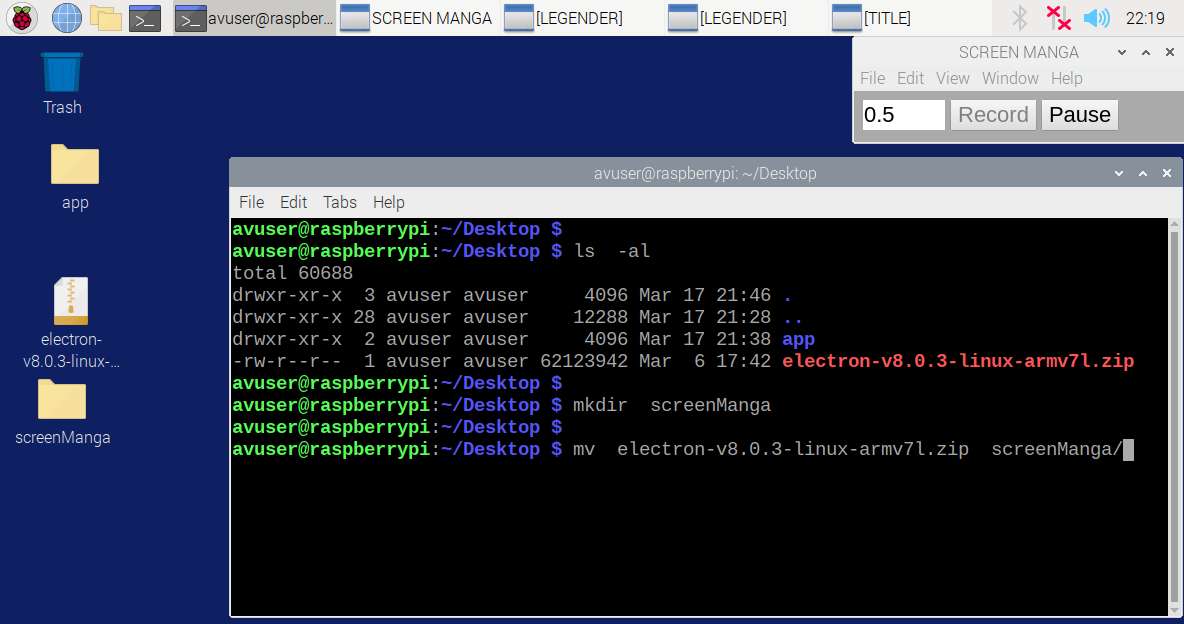 avuser@raspber... SCREEN MANGA [LEGENDER] [LEGENDER] [TITLE] 22:19
SCREEN MANGA
File Edit View Window Help
0.5 Record Pause
Trash
app
electron-
v8.0.3-linux-...
screenManga
avuser@raspberrypi: ~/Desktop
File Edit Tabs Help
avuser@raspberrypi:~/Desktop $
avuser@raspberrypi:~/Desktop $ ls  -al
total 60688
drwxr-xr-x  3 avuser avuser     4096 Mar 17 21:46 .
drwxr-xr-x 28 avuser avuser    12288 Mar 17 21:28 ..
drwxr-xr-x  2 avuser avuser     4096 Mar 17 21:38 app
-rw-r--r--  1 avuser avuser 62123942 Mar  6 17:42 electron-v8.0.3-linux-armv7l.zip
avuser@raspberrypi:~/Desktop $
avuser@raspberrypi:~/Desktop $ mkdir  screenManga
avuser@raspberrypi:~/Desktop $
avuser@raspberrypi:~/Desktop $ mv  electron-v8.0.3-linux-armv7l.zip  screenManga/